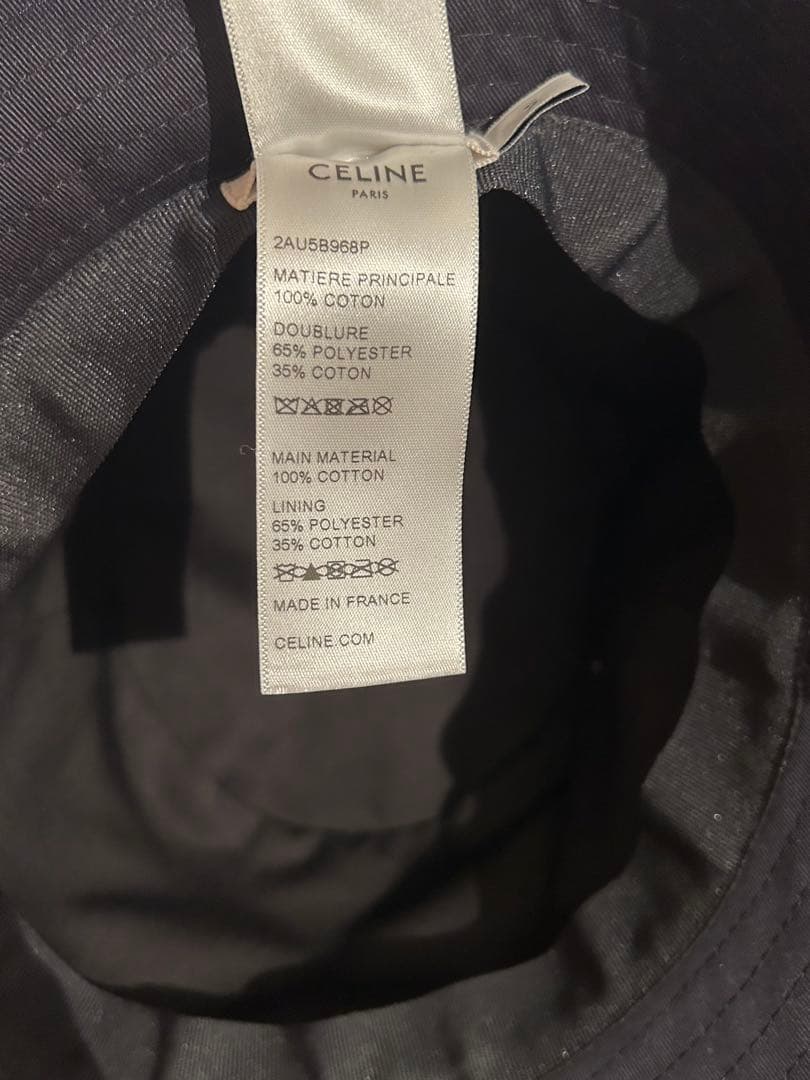 CELINE
PARIS
2AU5B968P
MATIERE PRINCIPALE
100% COTON
DOUBLURE
65% POLYESTER
35% COTON
MAIN MATERIAL
100% COTTON
LINING
65% POLYESTER
35% COTTON
MADE IN FRANCE
CELINE.COM